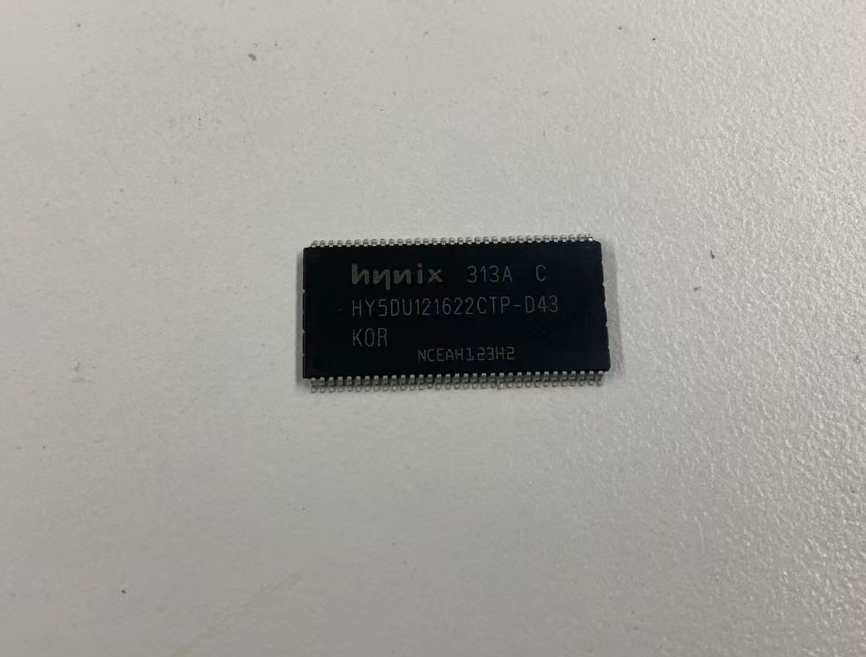 hynix 313A C
HY5DU121622CTP-D43
KOR
NCEAH123H2